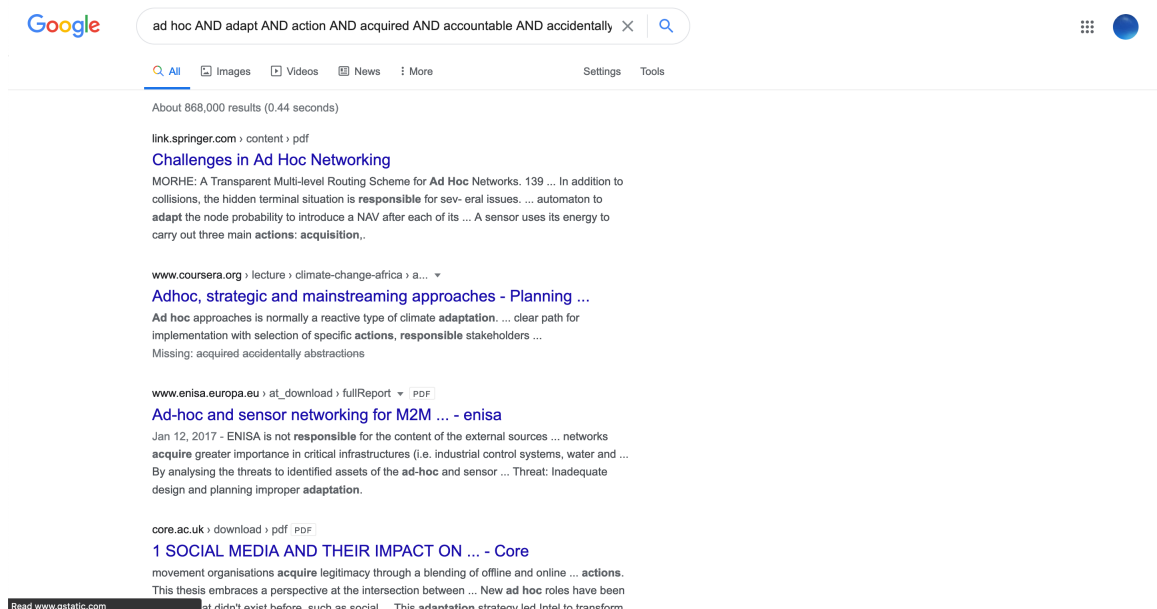 Google
ad hoc AND adapt AND action AND acquired AND accountable AND accidentally
All Images Videos News More Settings Tools
About 868,000 results (0.44 seconds)
link.springer.com › content › pdf
Challenges in Ad Hoc Networking
MORHE: A Transparent Multi-level Routing Scheme for Ad Hoc Networks. 139 ... In addition to
collisions, the hidden terminal situation is responsible for sev- eral issues. ... automaton to
adapt the node probability to introduce a NAV after each of its ... A sensor uses its energy to
carry out three main actions: acquisition,.
www.coursera.org › lecture › climate-change-africa › a...
Adhoc, strategic and mainstreaming approaches - Planning ...
Ad hoc approaches is normally a reactive type of climate adaptation. ... clear path for
implementation with selection of specific actions, responsible stakeholders ...
Missing: acquired accidentally abstractions
www.enisa.europa.eu › at_download › fullReport PDF
Ad-hoc and sensor networking for M2M ... - enisa
Jan 12, 2017 - ENISA is not responsible for the content of the external sources ... networks
acquire greater importance in critical infrastructures (i.e. industrial control systems, water and ...
By analysing the threats to identified assets of the ad-hoc and sensor ... Threat: Inadequate
design and planning improper adaptation.
core.ac.uk › download › pdf PDF
1 SOCIAL MEDIA AND THEIR IMPACT ON ... - Core
movement organisations acquire legitimacy through a blending of offline and online ... actions.
This thesis embraces a perspective at the intersection between ... New ad hoc roles have been
Read www.gstatic.com
didn't exist before, such as social ... This adaptation strategy led Intel to transform